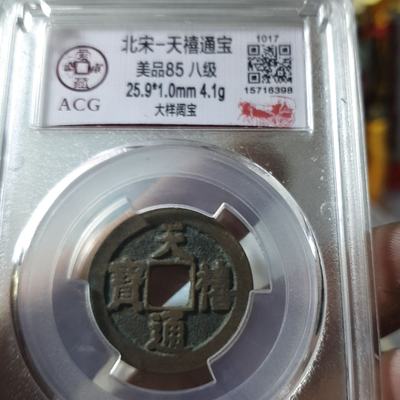 北宋-天禧通宝
1017
美品85 八级
25.9*1.0mm 4.1g
15716398
大样阔宝
ACG
天
寶
禧
通